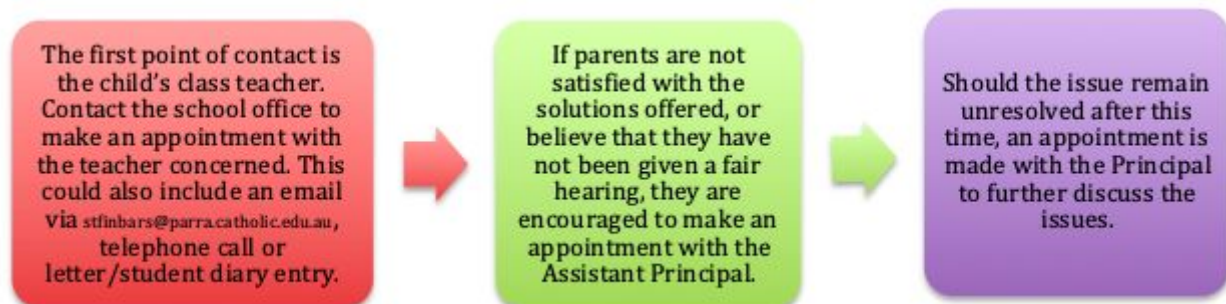 The first point of contact is
the child's class teacher.
Contact the school office to
make an appointment with
the teacher concerned. This
could also include an email
via stfinbars@parra.catholic.edu.au,
telephone call or
letter/student diary entry.
If parents are not
satisfied with the
solutions offered, or
believe that they have
not been given a fair
hearing, they are
encouraged to make an
appointment with the
Assistant Principal.
Should the issue remain
unresolved after this
time, an appointment is
made with the Principal
to further discuss the
issues.